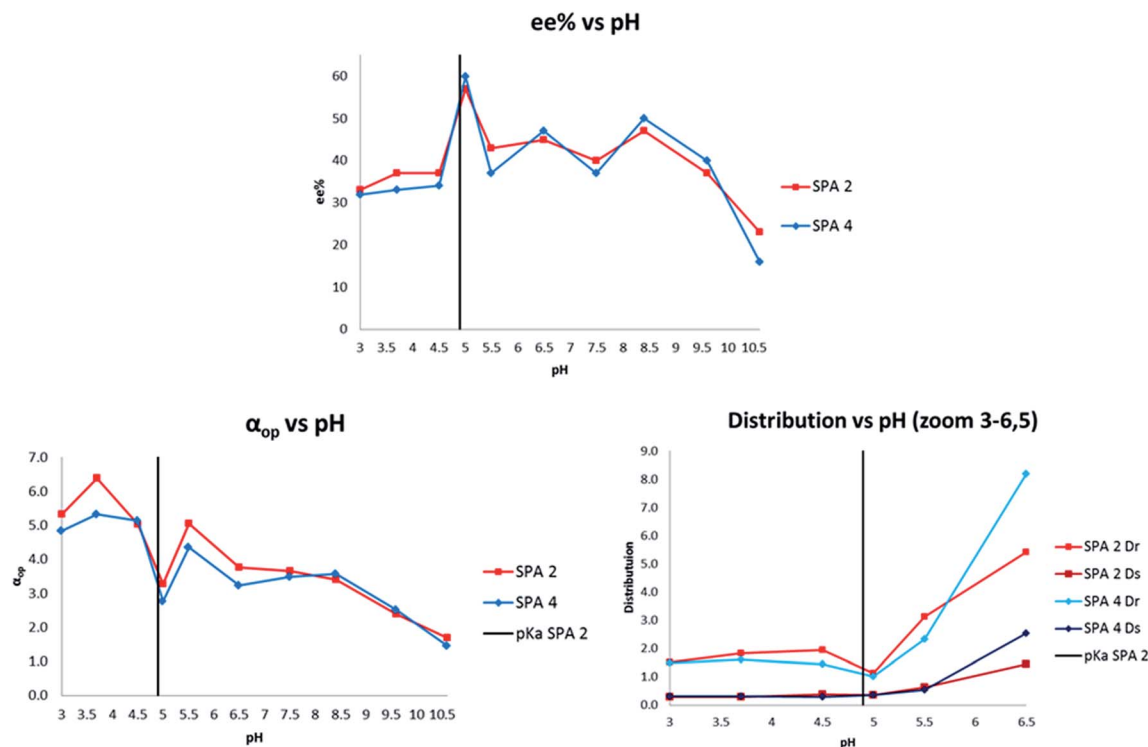 ee% vs pH
60
50
40
30
20
10
0
ee%
3 3.5 4 4.5 5 5.5 6 6.5 7 7.5 8 8.5 9 9.5 10 10.5
pH
SPA 2
SPA 4
αop vs pH
7.0
6.0
5.0
4.0
3.0
2.0
1.0
0.0
αop
3 3.5 4 4.5 5 5.5 6 6.5 7 7.5 8 8.5 9 9.5 10 10.5
pH
SPA 2
SPA 4
pKa SPA 2
Distribution vs pH (zoom 3-6,5)
9.0
8.0
7.0
6.0
5.0
4.0
3.0
2.0
1.0
0.0
Distributuion
3 3.5 4 4.5 5 5.5 6 6.5
pH
SPA 2 Dr
SPA 2 Ds
SPA 4 Dr
SPA 4 Ds
pKa SPA 2